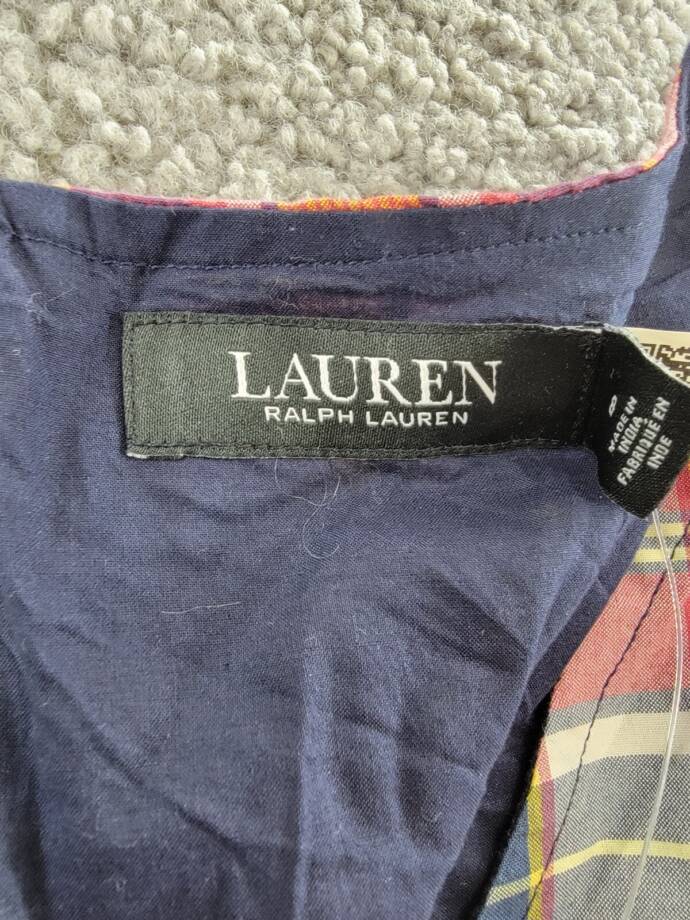 LAUREN
RALPH LAUREN
8
MADE IN
INDIA
FABRIQUÉ EN
INDE